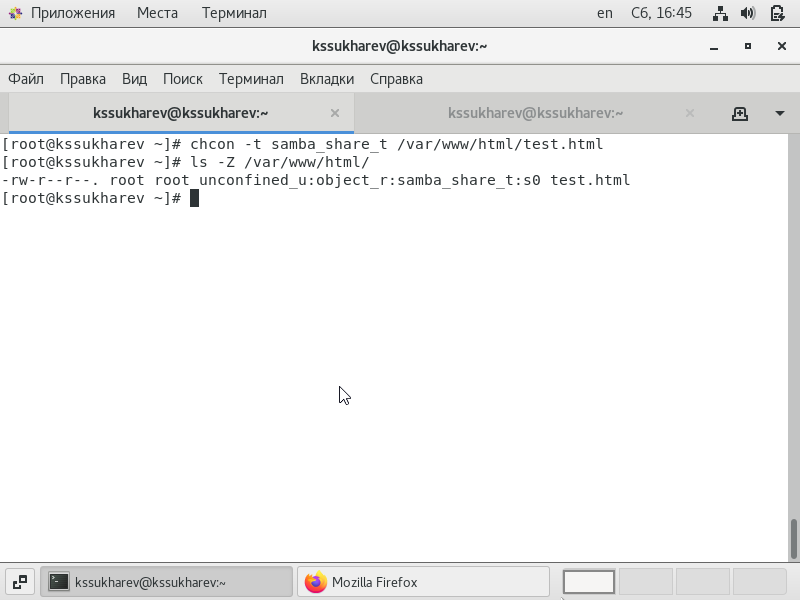 Приложения Места Терминал en Сб, 16:45
kssukharev@kssukharev:~
Файл Правка Вид Поиск Терминал Вкладки Справка
kssukharev@kssukharev:~ kssukharev@kssukharev:~
[root@kssukharev ~]# chcon -t samba_share_t /var/www/html/test.html
[root@kssukharev ~]# ls -Z /var/www/html/
-rw-r--r--. root root unconfined_u:object_r:samba_share_t:s0 test.html
[root@kssukharev ~]#
kssukharev@kssukharev:~ Mozilla Firefox